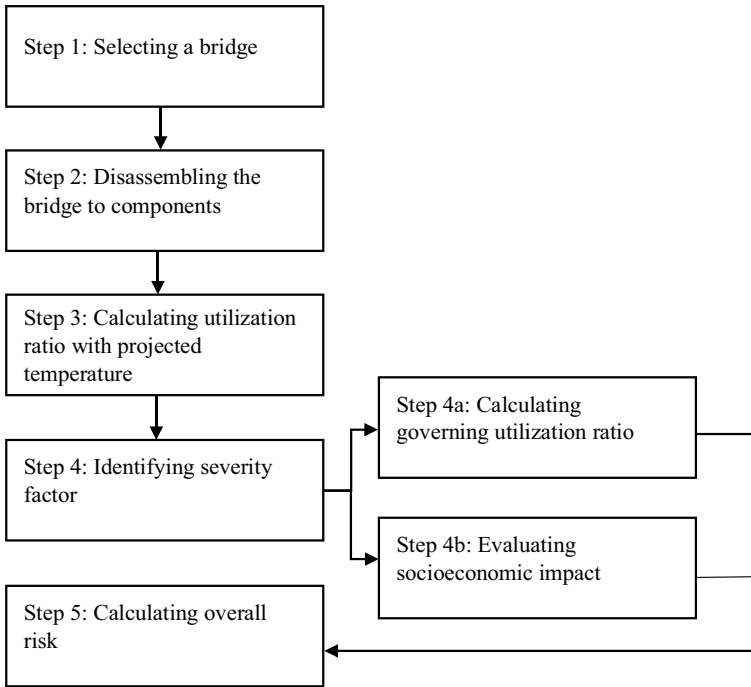 Step 1: Selecting a bridge
Step 2: Disassembling the
bridge to components
Step 3: Calculating utilization
ratio with projected
temperature
Step 4: Identifying severity
factor
Step 4a: Calculating
governing utilization ratio
Step 4b: Evaluating
socioeconomic impact
Step 5: Calculating overall
risk